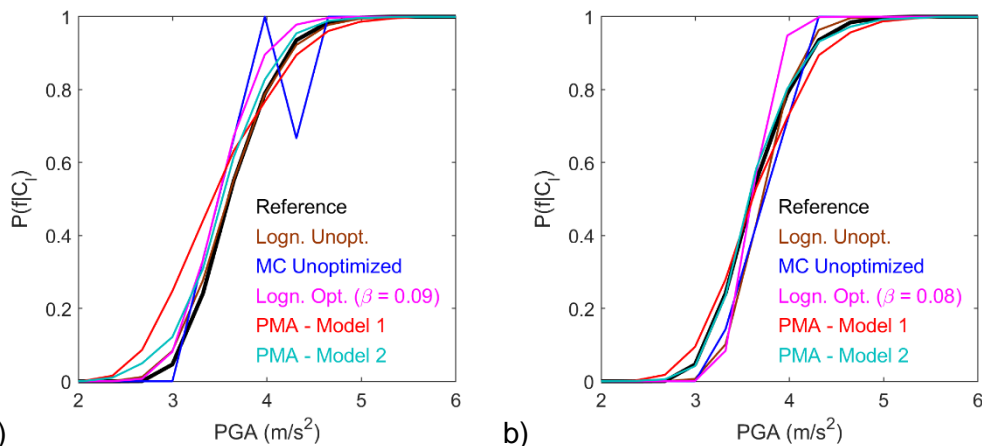 1
0.8
0.6
0.4
0.2
0
P(f|C_l)
2 3 4 5 6
PGA (m/s²)
Reference
Logn. Unopt.
MC Unoptimized
Logn. Opt. (β = 0.09)
PMA - Model 1
PMA - Model 2
)
b)
1
0.8
0.6
0.4
0.2
0
P(f|C_l)
2 3 4 5 6
PGA (m/s²)
Reference
Logn. Unopt.
MC Unoptimized
Logn. Opt. (β = 0.08)
PMA - Model 1
PMA - Model 2